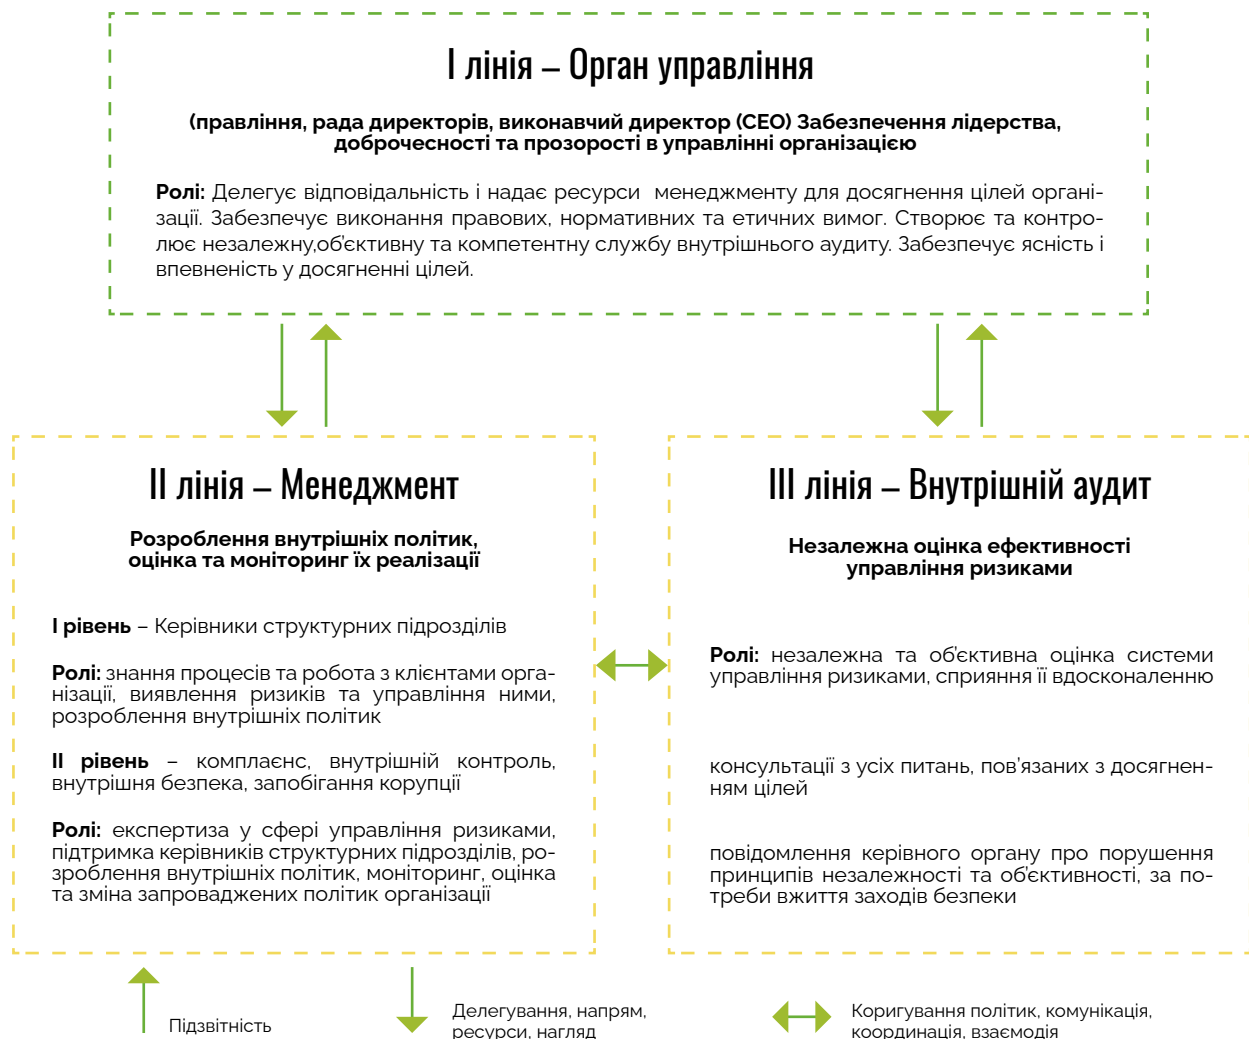 І лінія – Орган управління
(правління, рада директорів, виконавчий директор (CEO) Забезпечення лідерства,
доброчесності та прозорості в управлінні організацією
Ролі: Делегує відповідальність і надає ресурси менеджменту для досягнення цілей органі-
зації. Забезпечує виконання правових, нормативних та етичних вимог. Створює та контро-
лює незалежну,об'єктивну та компетентну службу внутрішнього аудиту. Забезпечує ясність і
впевненість у досягненні цілей.
ІІ лінія – Менеджмент
Розроблення внутрішніх політик,
оцінка та моніторинг їх реалізації
І рівень – Керівники структурних підрозділів
Ролі: знання процесів та робота з клієнтами орга-
нізації, виявлення ризиків та управління ними,
розроблення внутрішніх політик
ІІ рівень – комплаєнс, внутрішній контроль,
внутрішня безпека, запобігання корупції
Ролі: експертиза у сфері управління ризиками,
підтримка керівників структурних підрозділів, ро-
зроблення внутрішніх політик, моніторинг, оцінка
та зміна запроваджених політик організації
ІІІ лінія – Внутрішній аудит
Незалежна оцінка ефективності
управління ризиками
Ролі: незалежна та об'єктивна оцінка системи
управління ризиками, сприяння її вдосконаленню
консультації з усіх питань, пов'язаних з досягнен-
ням цілей
повідомлення керівного органу про порушення
принципів незалежності та об'єктивності, за по-
треби вжиття заходів безпеки
Підзвітність
Делегування, напрям,
ресурси, нагляд
Коригування політик, комунікація,
координація, взаємодія